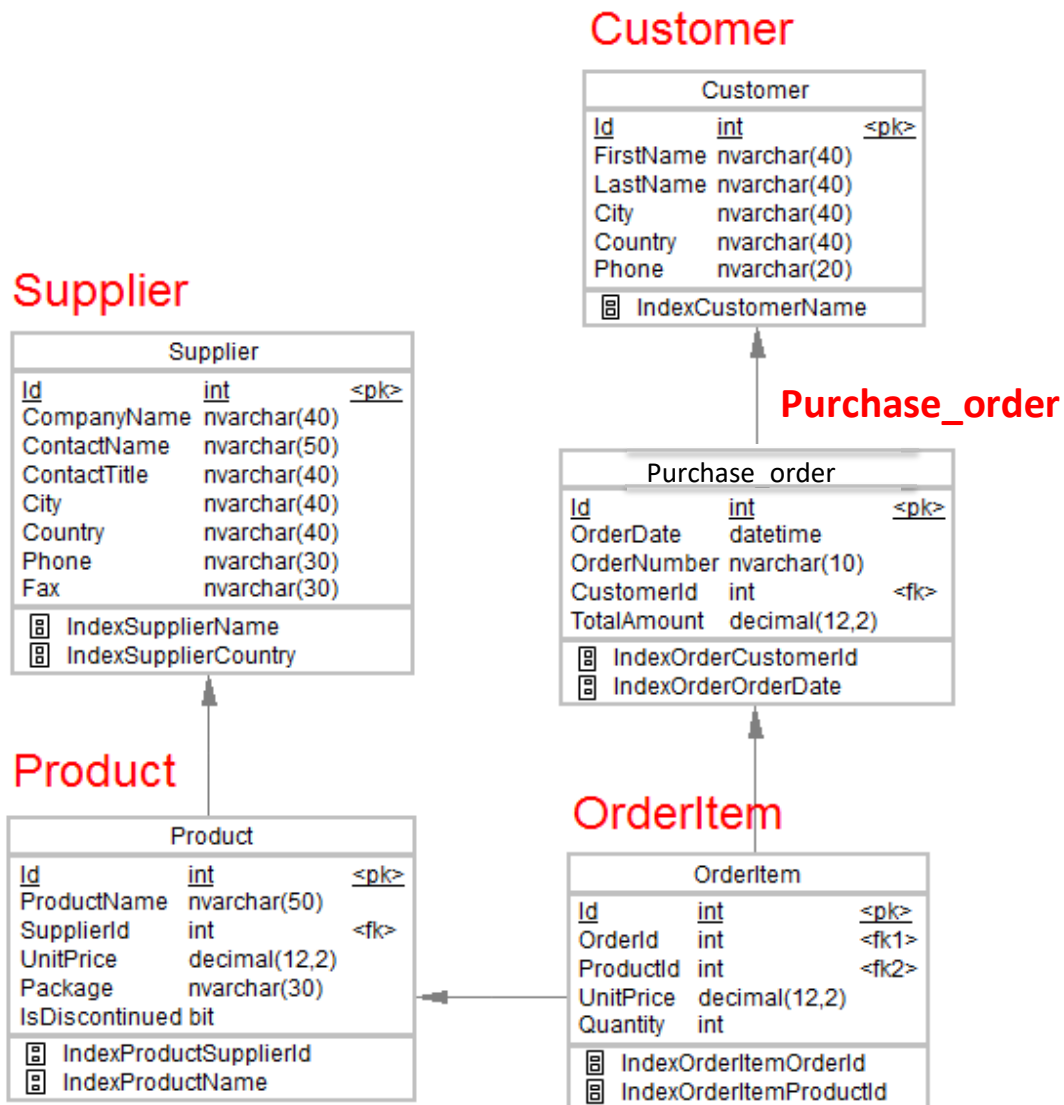 Customer
Customer
Id int <pk>
FirstName nvarchar(40)
LastName nvarchar(40)
City nvarchar(40)
Country nvarchar(40)
Phone nvarchar(20)
IndexCustomerName
Supplier
Supplier
Id int <pk>
CompanyName nvarchar(40)
ContactName nvarchar(50)
ContactTitle nvarchar(40)
City nvarchar(40)
Country nvarchar(40)
Phone nvarchar(30)
Fax nvarchar(30)
IndexSupplierName
IndexSupplierCountry
Purchase_order
Purchase_order
Id int <pk>
OrderDate datetime
OrderNumber nvarchar(10)
CustomerId int <fk>
TotalAmount decimal(12,2)
IndexOrderCustomerId
IndexOrderOrderDate
Product
Product
Id int <pk>
ProductName nvarchar(50)
SupplierId int <fk>
UnitPrice decimal(12,2)
Package nvarchar(30)
IsDiscontinued bit
IndexProductSupplierId
IndexProductName
OrderItem
OrderItem
Id int <pk>
OrderId int <fk1>
ProductId int <fk2>
UnitPrice decimal(12,2)
Quantity int
IndexOrderItemOrderId
IndexOrderItemProductId